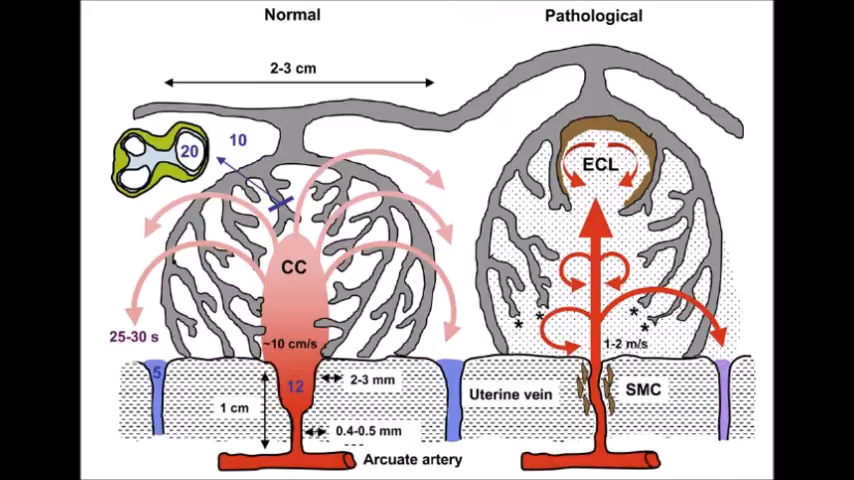 Normal
Pathological
2-3 cm
20
10
ECL
CC
25-30 s
~10 cm/s
* * * *
1-2 m/s
5
12
2-3 mm
1 cm
Uterine vein
SMC
0.4-0.5 mm
Arcuate artery